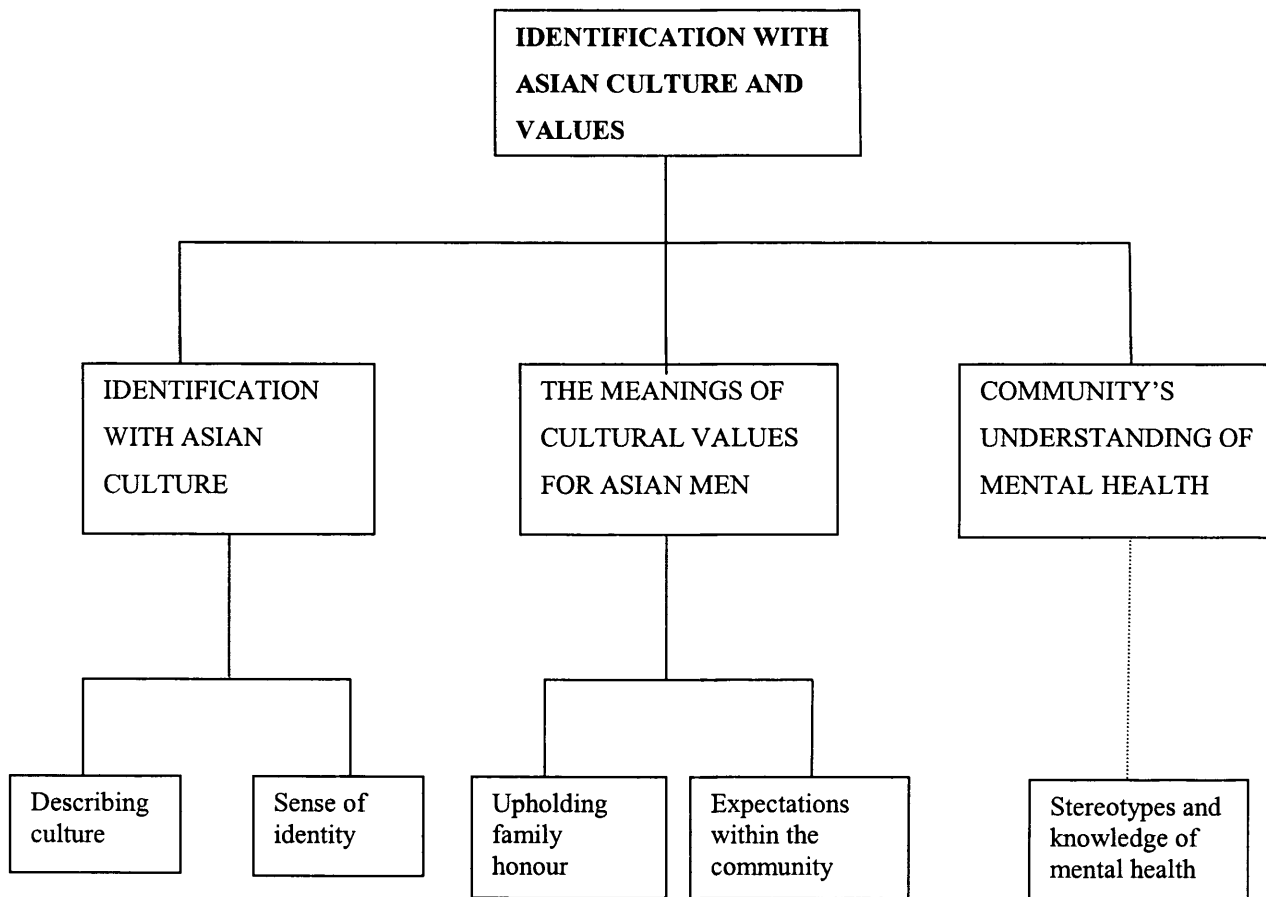 IDENTIFICATION WITH
ASIAN CULTURE AND
VALUES
IDENTIFICATION
WITH ASIAN
CULTURE
THE MEANINGS OF
CULTURAL VALUES
FOR ASIAN MEN
COMMUNITY'S
UNDERSTANDING OF
MENTAL HEALTH
Describing
culture
Sense of
identity
Upholding
family
honour
Expectations
within the
community
Stereotypes and
knowledge of
mental health